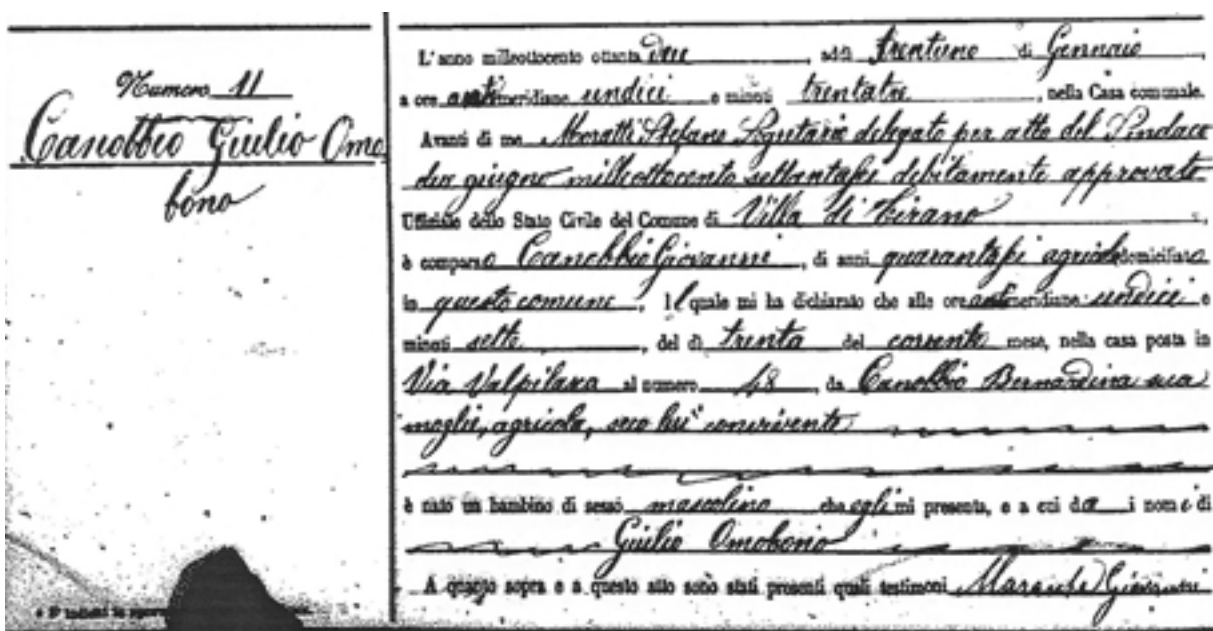 Numero 11
Canobbio Giulio Omo
bono
L'anno milleottocento ottanta due, addì trentuno di Gennaio,
a ore antimeridiane undici e minuti trentatre, nella Casa comunale.
Avanti di me Moratti Stefano Segretario delegato per atto del Sindaco
due giugno milleottocento settantasei debitamente approvato
Ufficiale dello Stato Civile del Comune di Villa di Tirano,
è comparso Canobbio Giovanni, di anni quarantasei agricola domiciliato
in questo comune, Il quale mi ha dichiarato che alle ore antimeridiane undici e
minuti sette, del dì trenta del corrente mese, nella casa posta in
Via Valpilasca al numero 48, da Canobbio Bernardina sua
moglie, agricola, seco lui convivente
è nato un bambino di sesso mascolino che egli mi presenta, e a cui da i nomi di
Giulio Omobono
A quanto sopra e a questo atto sono stati presenti quali testimoni